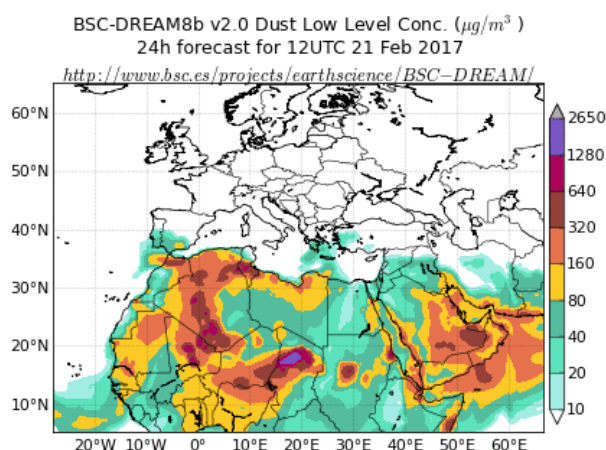 BSC-DREAM8b v2.0 Dust Low Level Conc. (μg/m³ )
24h forecast for 12UTC 21 Feb 2017
http://www.bsc.es/projects/earthscience/BSC−DREAM/
60°N
50°N
40°N
30°N
20°N
10°N
20°W 10°W 0° 10°E 20°E 30°E 40°E 50°E 60°E
2650
1280
640
320
160
80
40
20
10